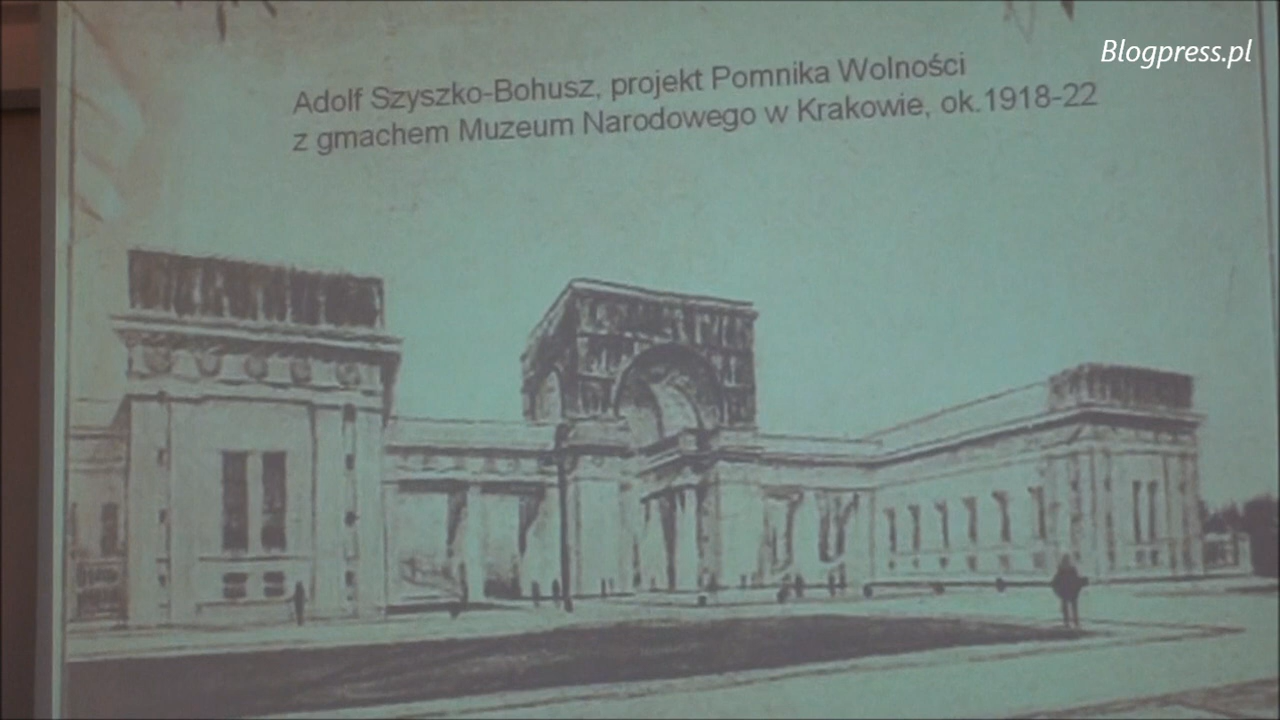 Blogpress.pl
Adolf Szyszko-Bohusz, projekt Pomnika Wolności
z gmachem Muzeum Narodowego w Krakowie, ok.1918-22